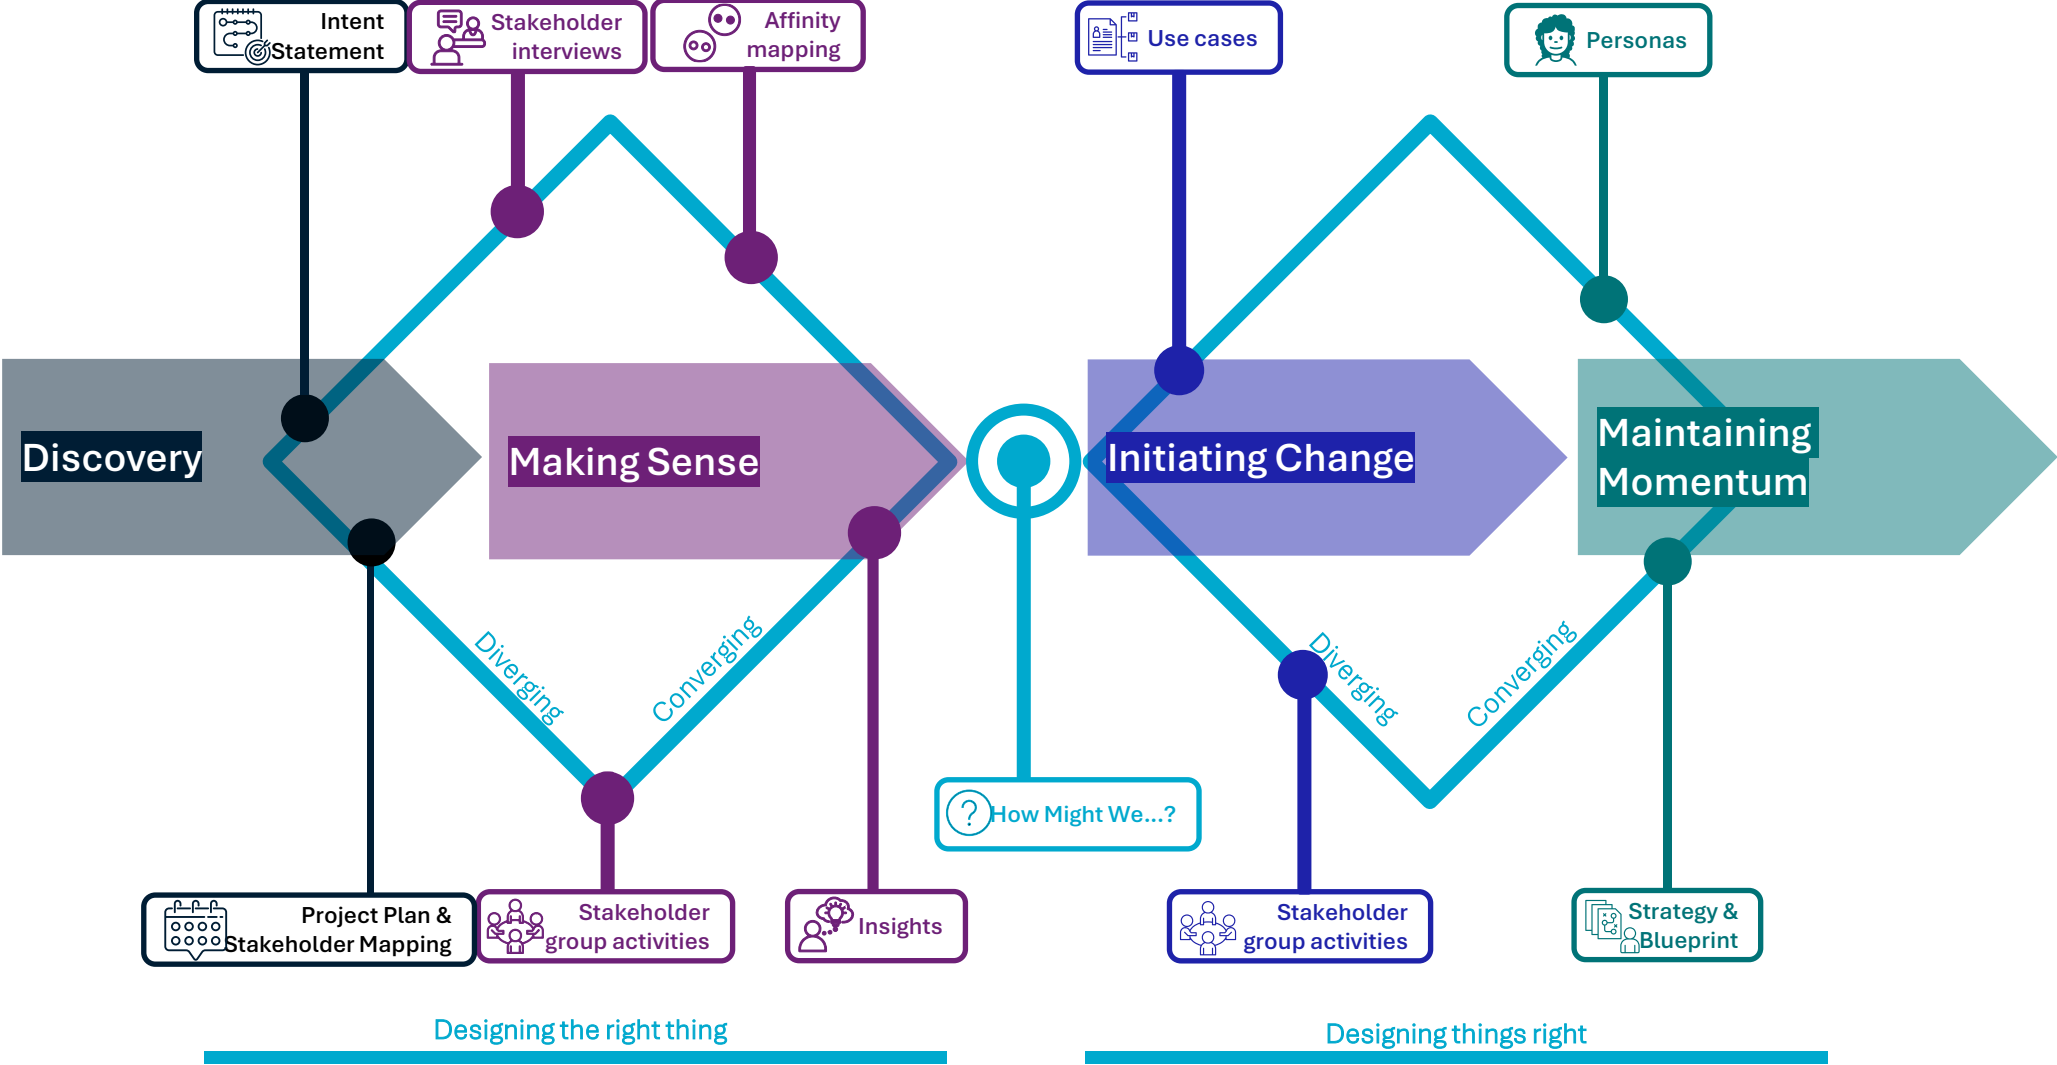 Intent
Statement
Stakeholder
interviews
Affinity
mapping
Use cases
Personas
Discovery
Making Sense
Initiating Change
Maintaining
Momentum
Diverging
Converging
Diverging
Converging
?
How Might We...?
Project Plan &
Stakeholder Mapping
Stakeholder
group activities
Insights
Stakeholder
group activities
Strategy &
Blueprint
Designing the right thing
Designing things right